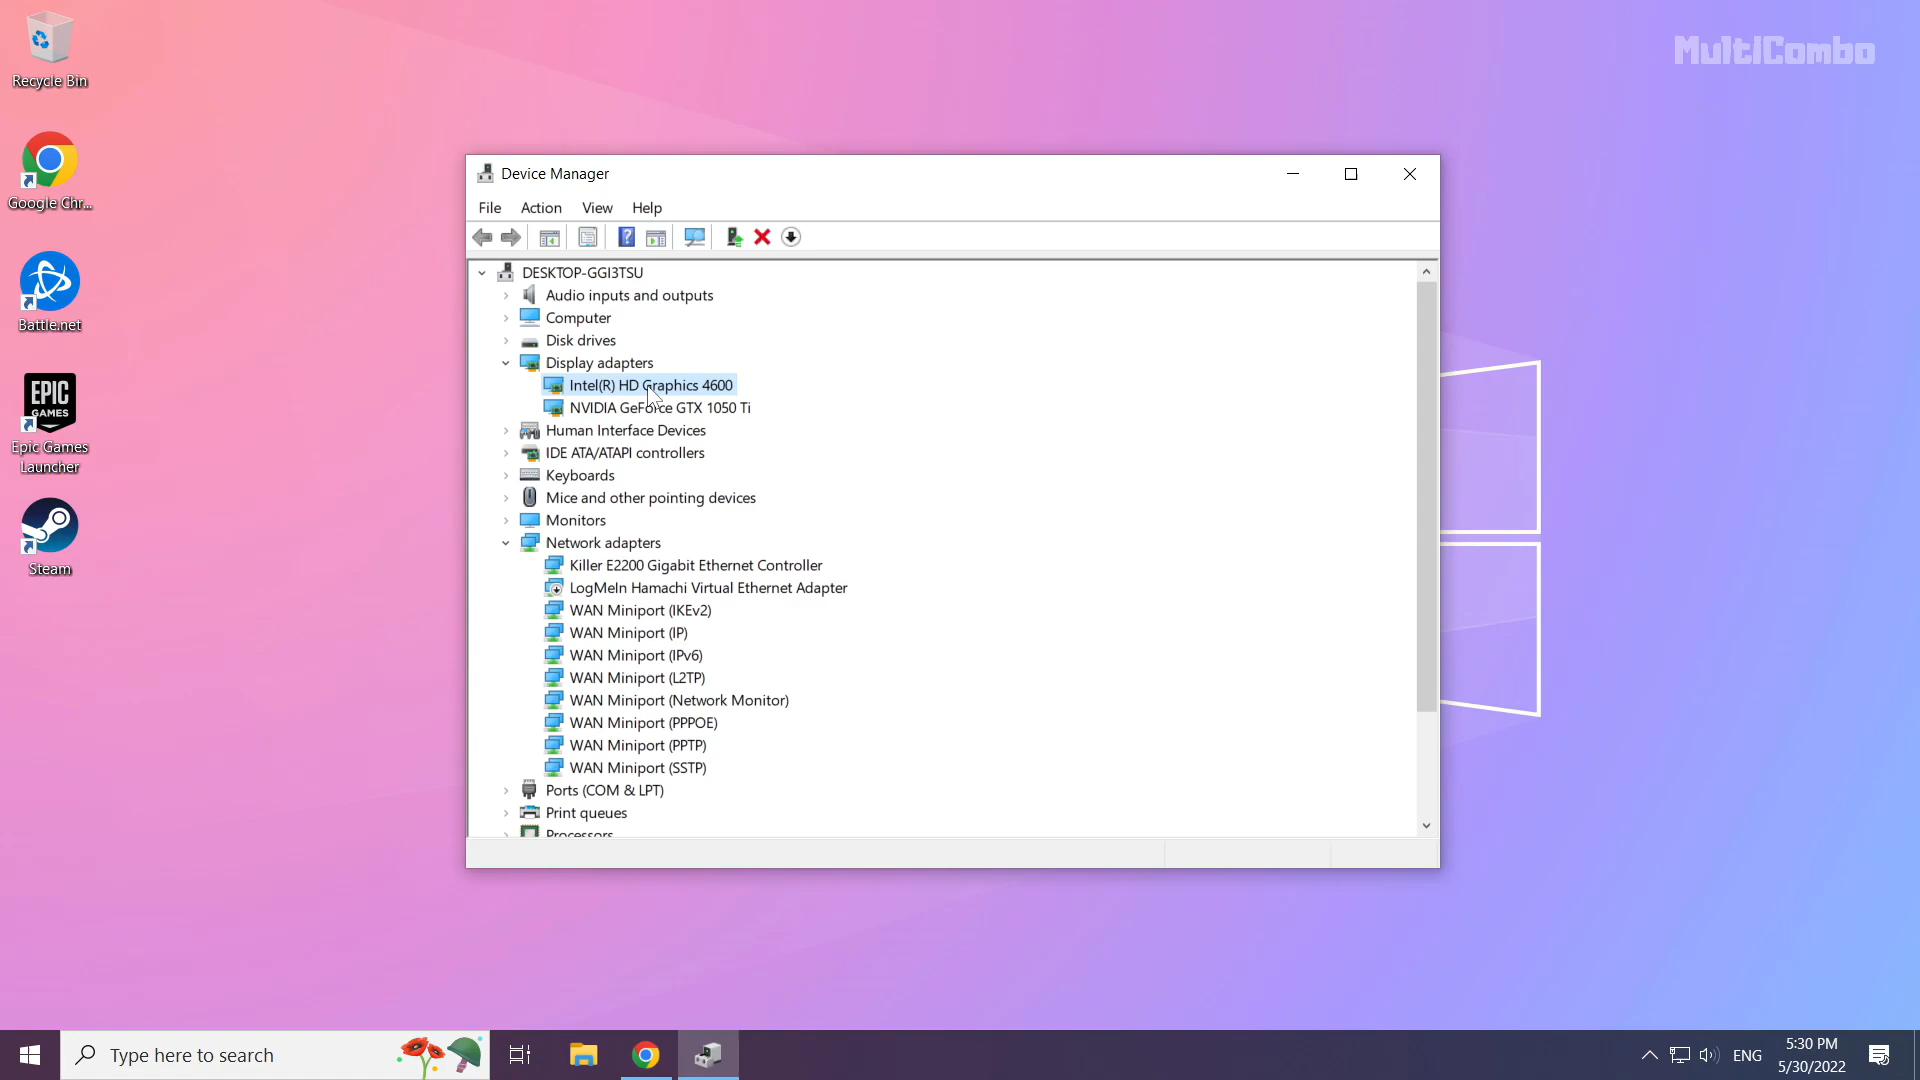 MultiCombo
Recycle Bin
Google Chr...
Battle.net
EPIC
GAMES
Epic Games
Launcher
Steam
Device Manager
File Action View Help
DESKTOP-GGI3TSU
Audio inputs and outputs
Computer
Disk drives
Display adapters
Intel(R) HD Graphics 4600
NVIDIA GeForce GTX 1050 Ti
Human Interface Devices
IDE ATA/ATAPI controllers
Keyboards
Mice and other pointing devices
Monitors
Network adapters
Killer E2200 Gigabit Ethernet Controller
LogMeIn Hamachi Virtual Ethernet Adapter
WAN Miniport (IKEv2)
WAN Miniport (IP)
WAN Miniport (IPv6)
WAN Miniport (L2TP)
WAN Miniport (Network Monitor)
WAN Miniport (PPPOE)
WAN Miniport (PPTP)
WAN Miniport (SSTP)
Ports (COM & LPT)
Print queues
Processors
Type here to search
ENG
5:30 PM
5/30/2022